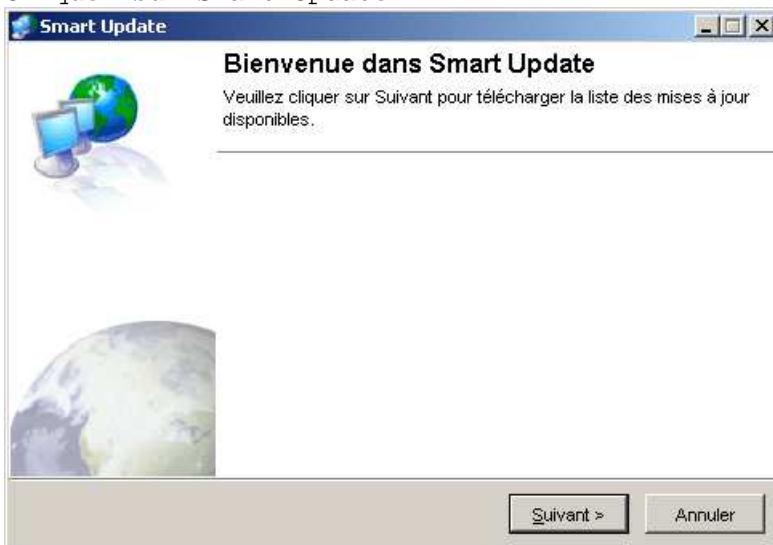 Smart Update
Bienvenue dans Smart Update
Veuillez cliquer sur Suivant pour télécharger la liste des mises à jour
disponibles.
Suivant >
Annuler